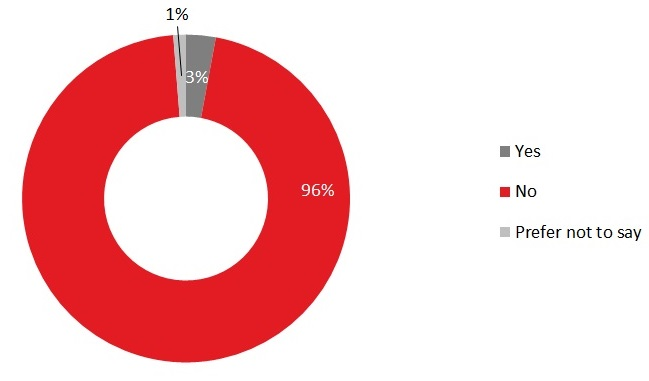 1%
3%
96%
Yes
No
Prefer not to say